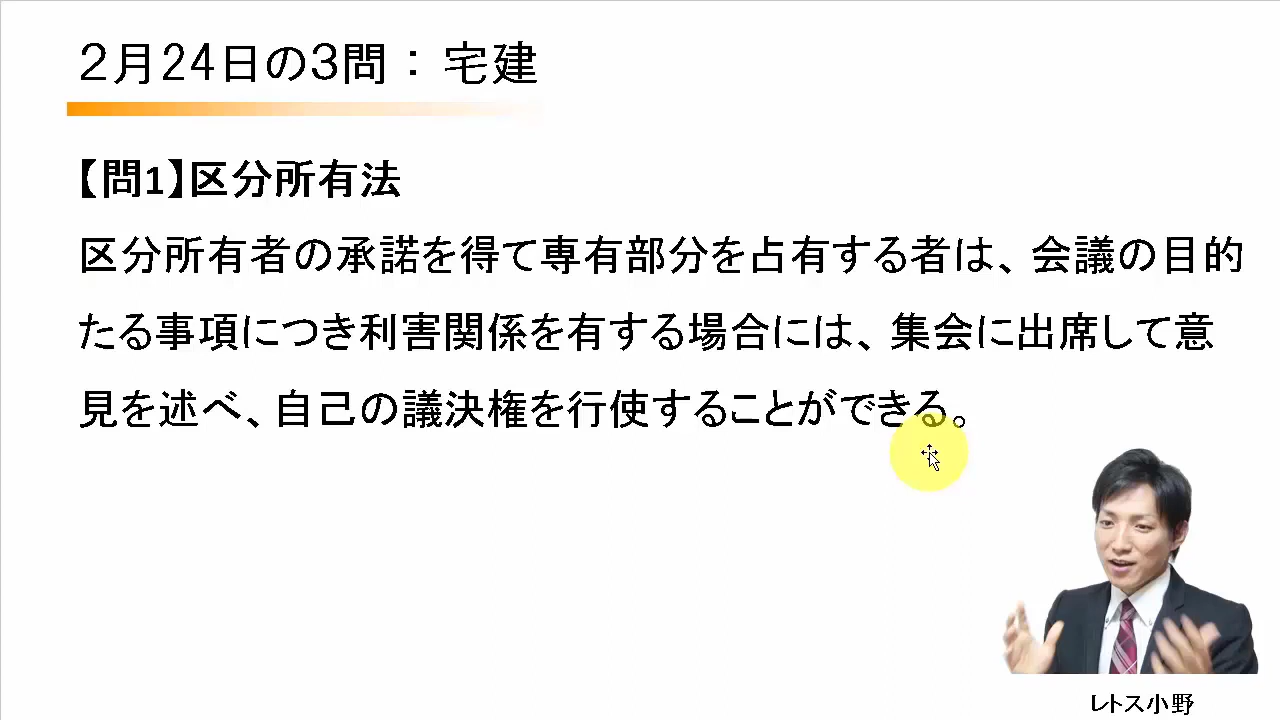 ２月24日の３問： 宅建
【問1】区分所有法
区分所有者の承諾を得て専有部分を占有する者は、会議の目的
たる事項につき利害関係を有する場合には、集会に出席して意
見を述べ、自己の議決権を行使することができる。
レトス小野